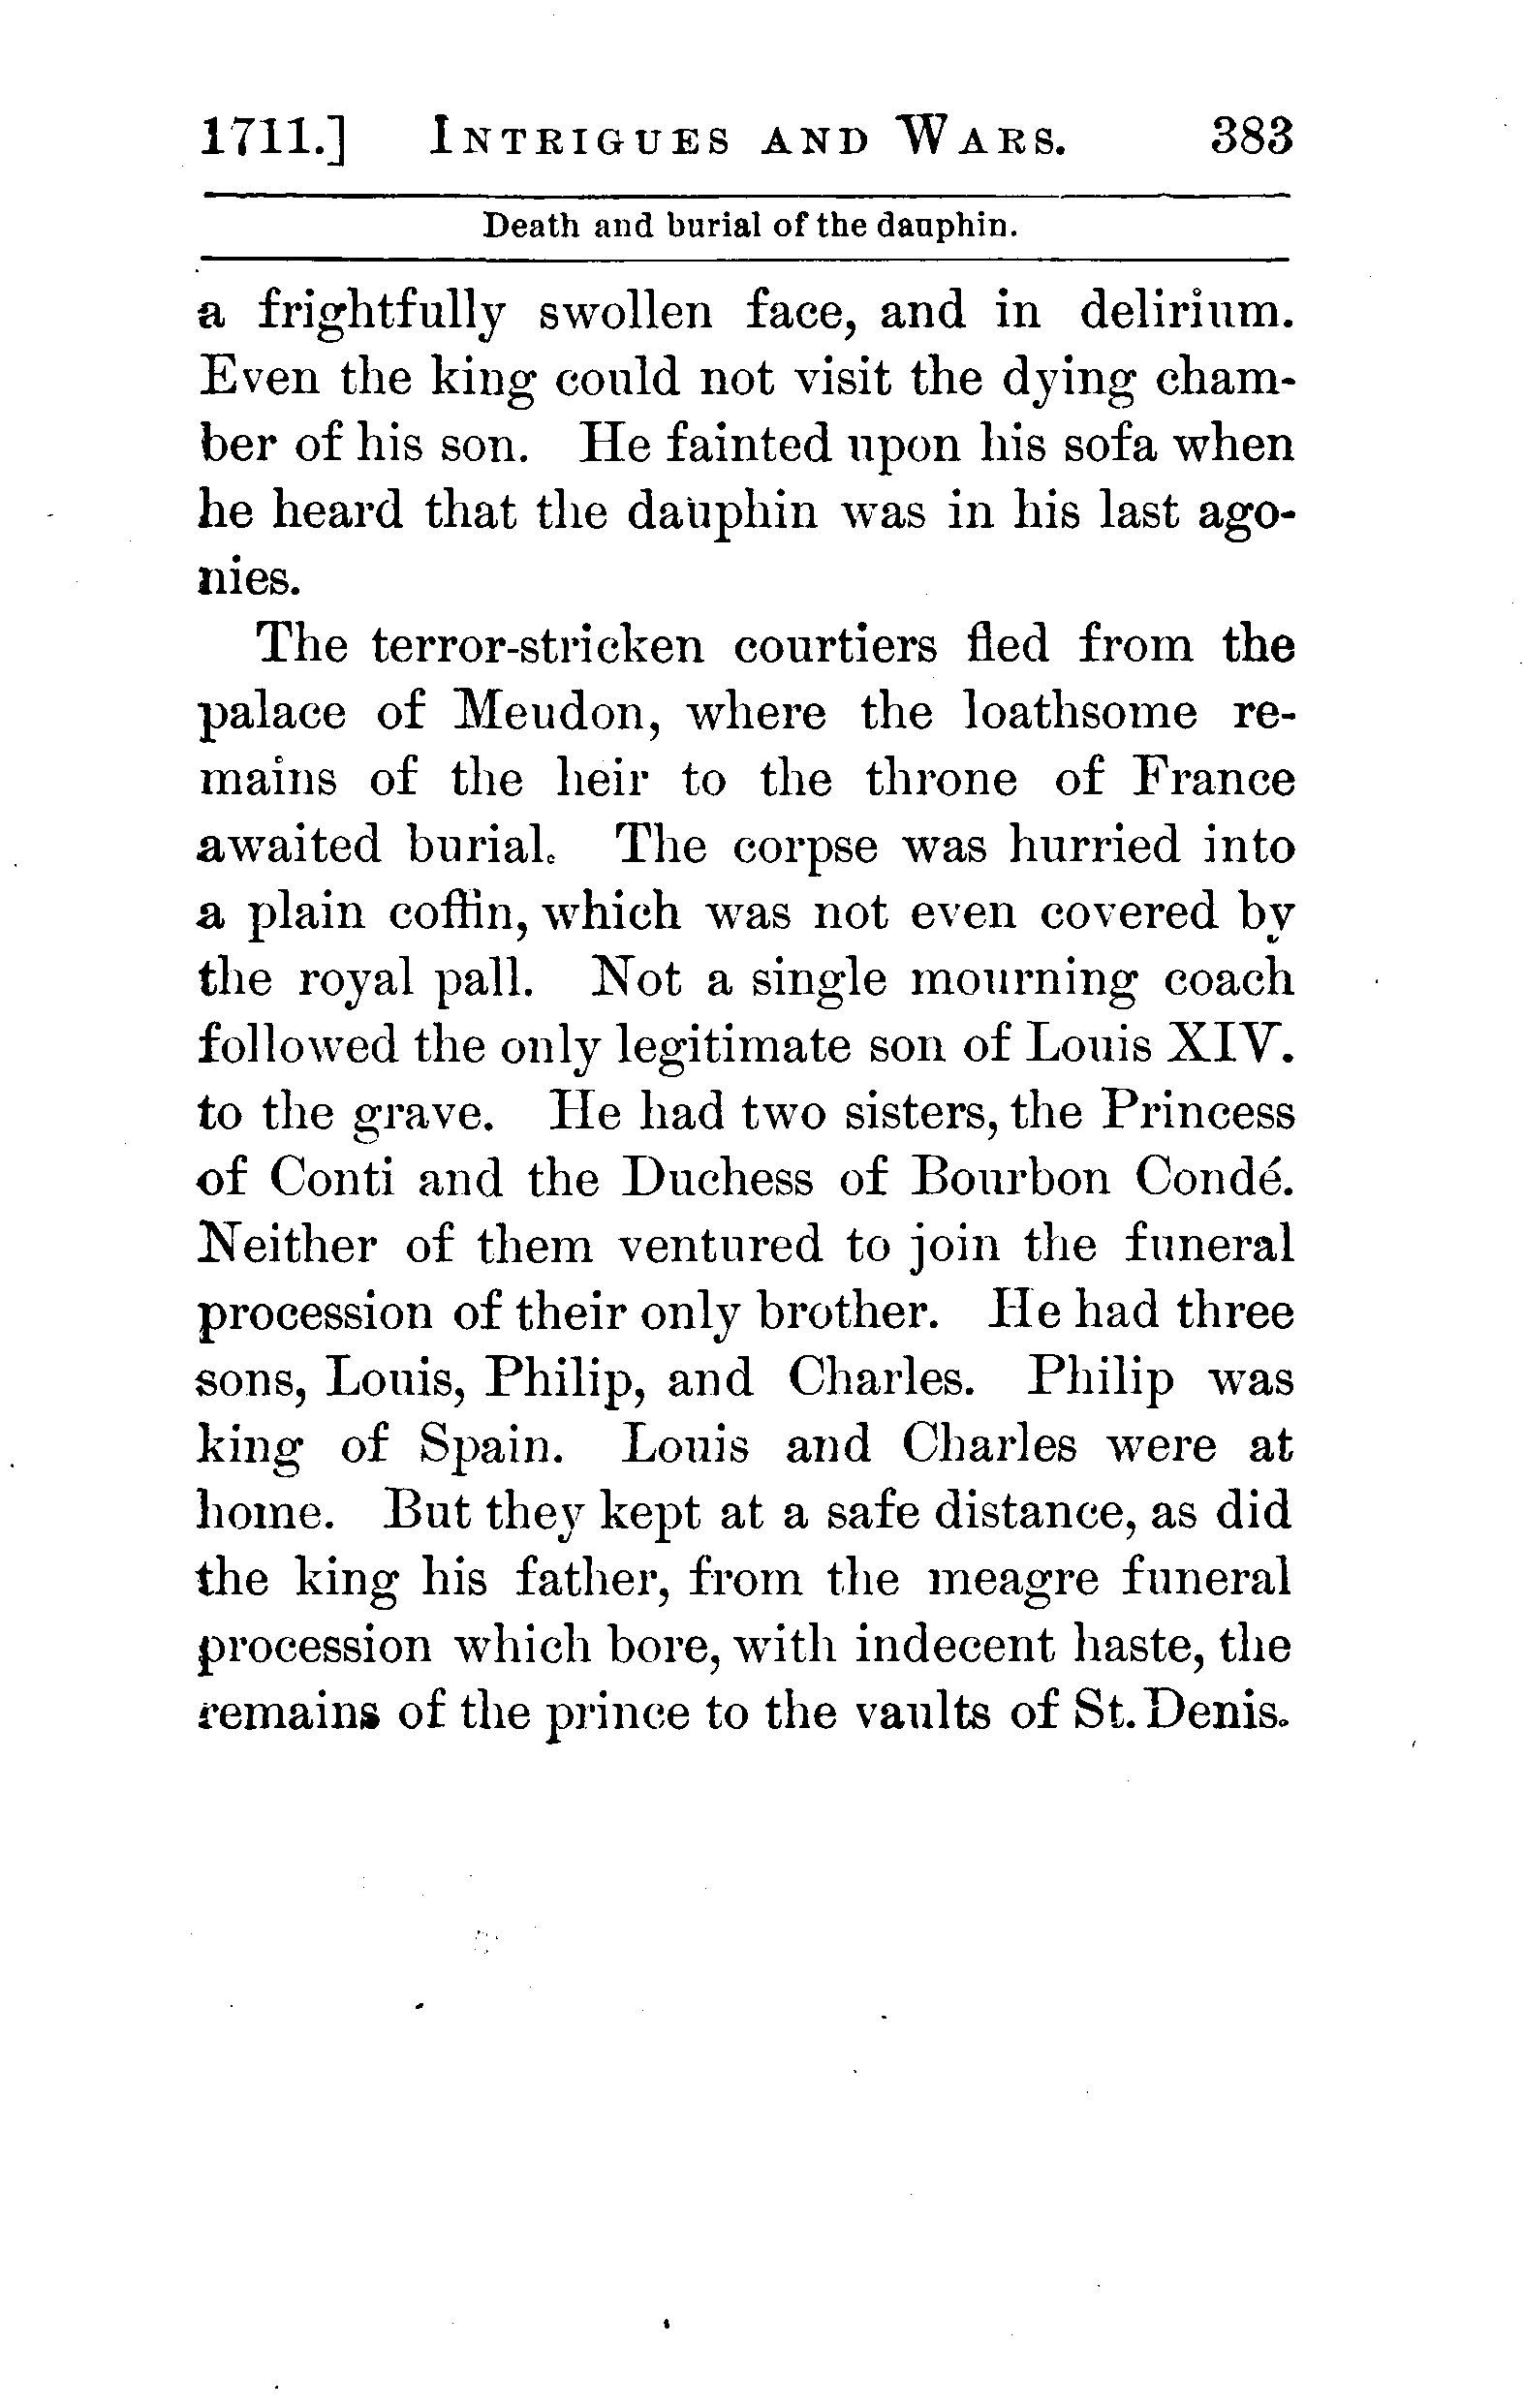 1711.] INTRIGUES AND WARS. 383
Death and burial of the dauphin.
a frightfully swollen face, and in delirium.
Even the king could not visit the dying cham-
ber of his son. He fainted upon his sofa when
he heard that the dauphin was in his last ago-
nies.
The terror-stricken courtiers fled from the
palace of Meudon, where the loathsome re-
mains of the heir to the throne of France
awaited burial. The corpse was hurried into
a plain coffin, which was not even covered by
the royal pall. Not a single mourning coach
followed the only legitimate son of Louis XIV.
to the grave. He had two sisters, the Princess
of Conti and the Duchess of Bourbon Condé.
Neither of them ventured to join the funeral
procession of their only brother. He had three
sons, Louis, Philip, and Charles. Philip was
king of Spain. Louis and Charles were at
home. But they kept at a safe distance, as did
the king his father, from the meagre funeral
procession which bore, with indecent haste, the
remains of the prince to the vaults of St. Denis.